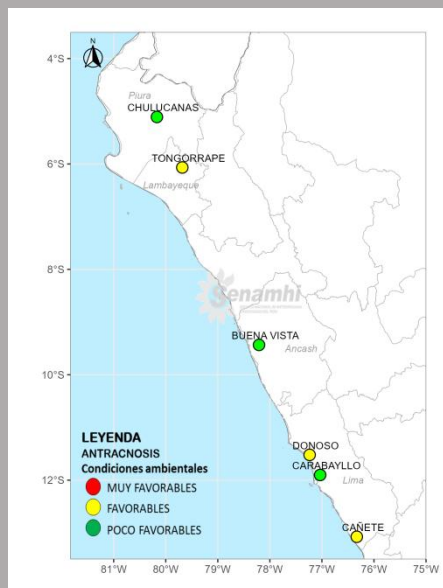 N
4°S
Piura
CHULUCANAS
6°S
TONGORRAPE
Lambayeque
8°S
Senamhi
BUENA VISTA
Ancash
10°S
LEYENDA
ANTRACNOSIS
Condiciones ambientales
MUY FAVORABLES
FAVORABLES
POCO FAVORABLES
DONOSO
CARABAYLLO
12°S
Lima
CAÑETE
81°W 80°W 79°W 78°W 77°W 76°W 75°W